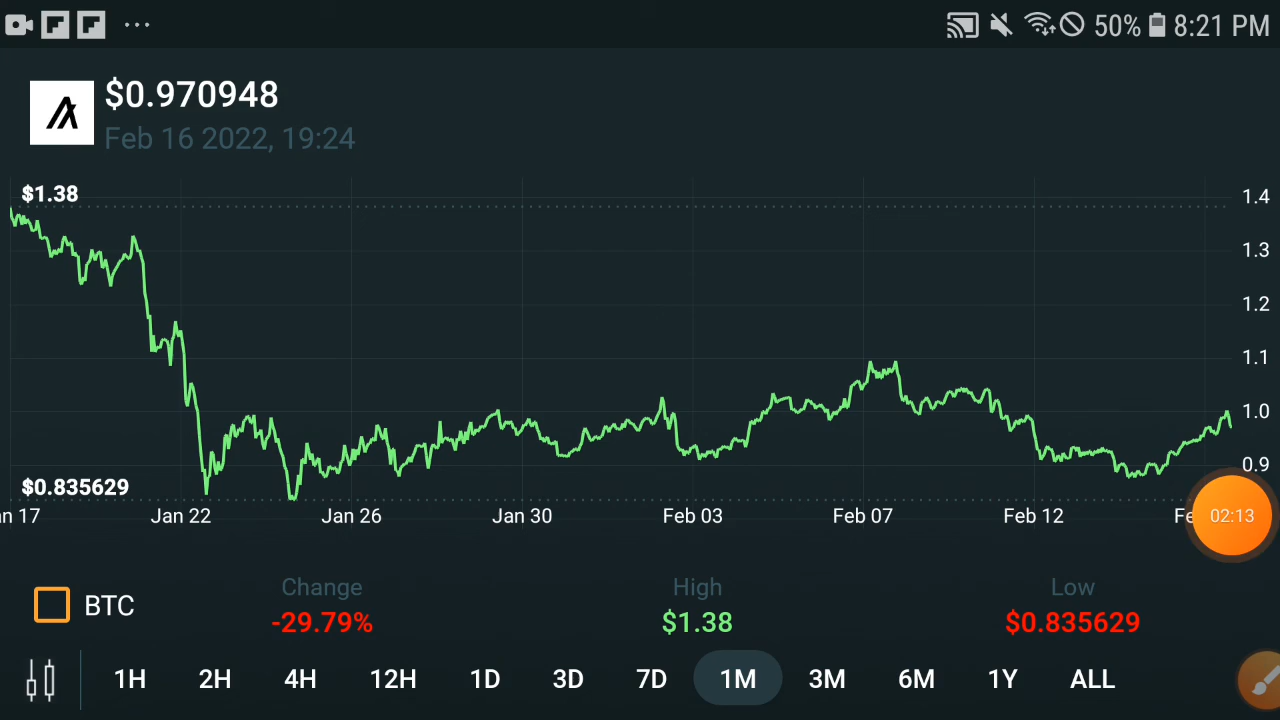 50% 8:21 PM
$0.970948
Feb 16 2022, 19:24
$1.38
1.4
1.3
1.2
1.1
1.0
0.9
$0.835629
n 17 Jan 22 Jan 26 Jan 30 Feb 03 Feb 07 Feb 12 Fe 02:13
Change High Low
BTC -29.79% $1.38 $0.835629
1H 2H 4H 12H 1D 3D 7D 1M 3M 6M 1Y ALL